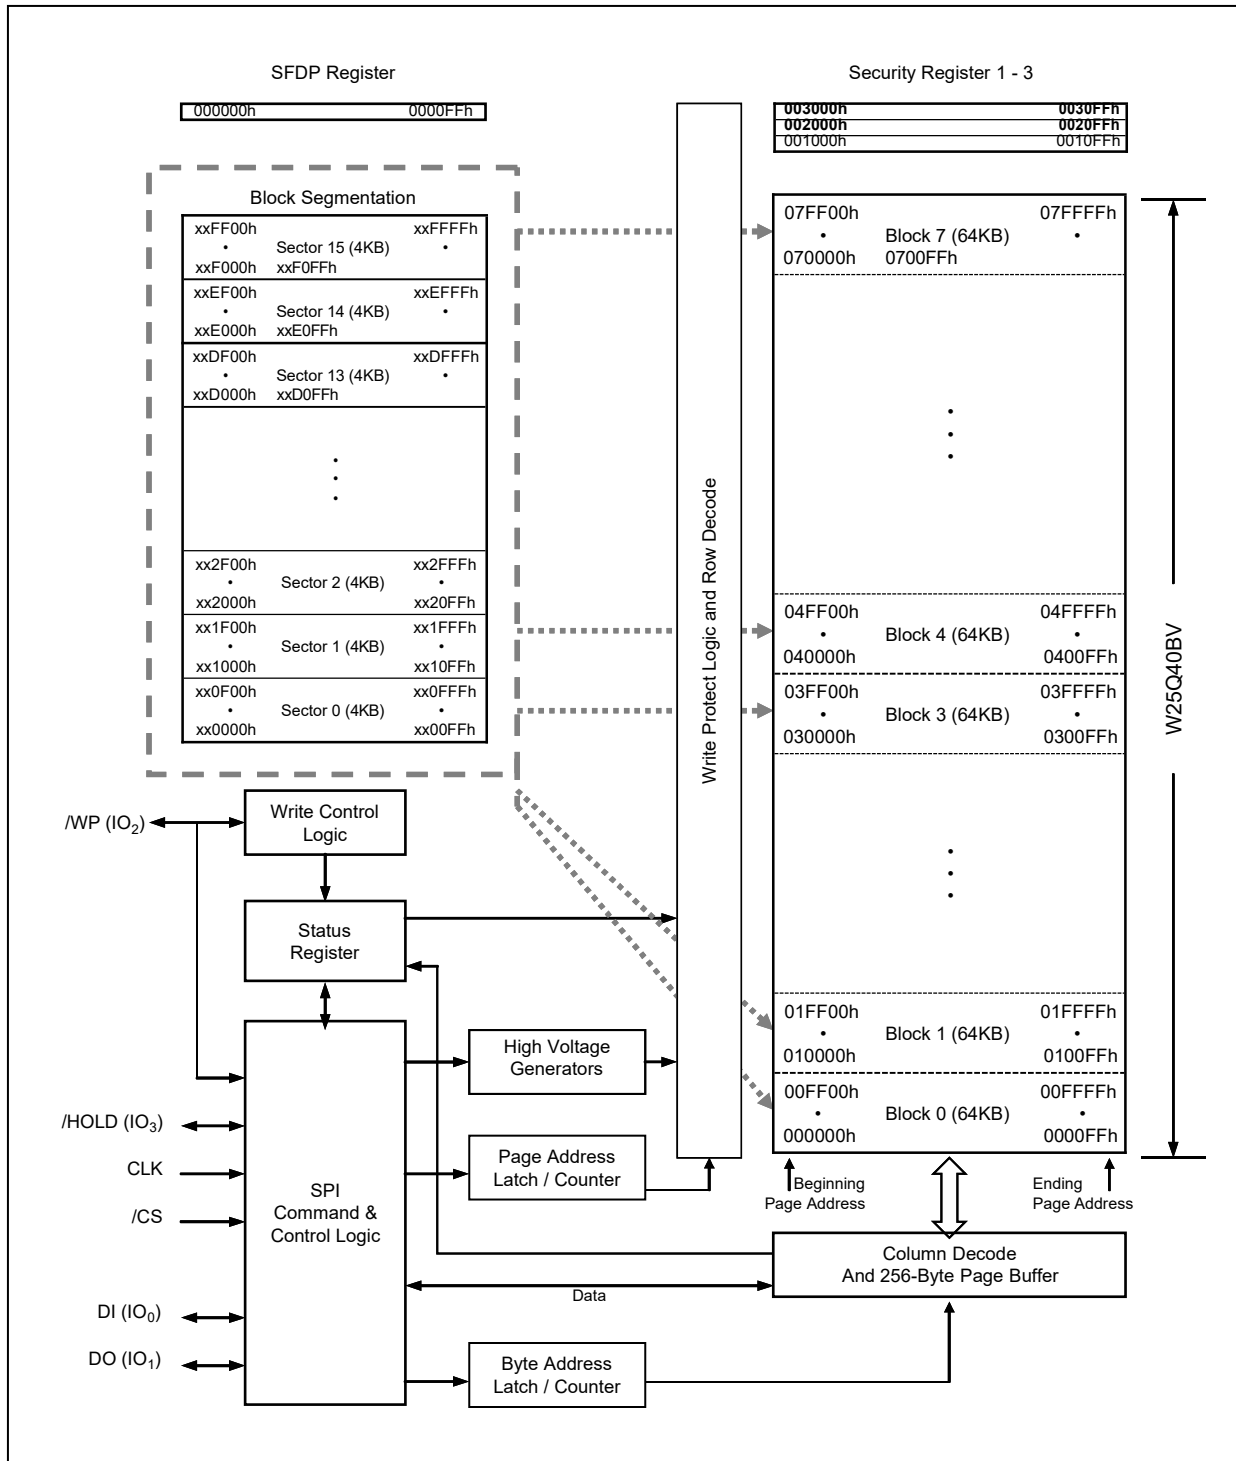 SFDP Register
000000h 0000FFh
Security Register 1 - 3
003000h 0030FFh
002000h 0020FFh
001000h 0010FFh
Block Segmentation
xxFF00h xxFFFFh
• Sector 15 (4KB) •
xxF000h xxF0FFh
xxEF00h xxEFFFh
• Sector 14 (4KB) •
xxE000h xxE0FFh
xxDF00h xxDFFFh
• Sector 13 (4KB) •
xxD000h xxD0FFh
xx2F00h xx2FFFh
• Sector 2 (4KB) •
xx2000h xx20FFh
xx1F00h xx1FFFh
• Sector 1 (4KB) •
xx1000h xx10FFh
xx0F00h xx0FFFh
• Sector 0 (4KB) •
xx0000h xx00FFh
Write Protect Logic and Row Decode
07FF00h 07FFFFh
• Block 7 (64KB) •
070000h 0700FFh
04FF00h 04FFFFh
• Block 4 (64KB) •
040000h 0400FFh
03FF00h 03FFFFh
• Block 3 (64KB) •
030000h 0300FFh
01FF00h 01FFFFh
• Block 1 (64KB) •
010000h 0100FFh
00FF00h 00FFFFh
• Block 0 (64KB) •
000000h 0000FFh
W25Q40BV
Beginning
Page Address
Ending
Page Address
/WP (IO2)
Write Control
Logic
Status
Register
High Voltage
Generators
/HOLD (IO3)
CLK
/CS
Page Address
Latch / Counter
SPI
Command &
Control Logic
Column Decode
And 256-Byte Page Buffer
Data
DI (IO0)
DO (IO1)
Byte Address
Latch / Counter